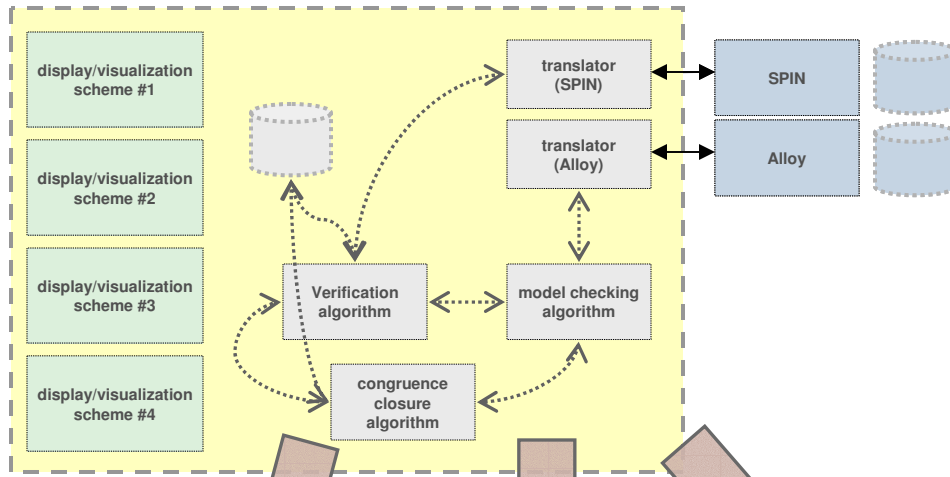 display/visualization
scheme #1
display/visualization
scheme #2
display/visualization
scheme #3
display/visualization
scheme #4
translator
(SPIN)
translator
(Alloy)
SPIN
Alloy
Verification
algorithm
model checking
algorithm
congruence
closure
algorithm